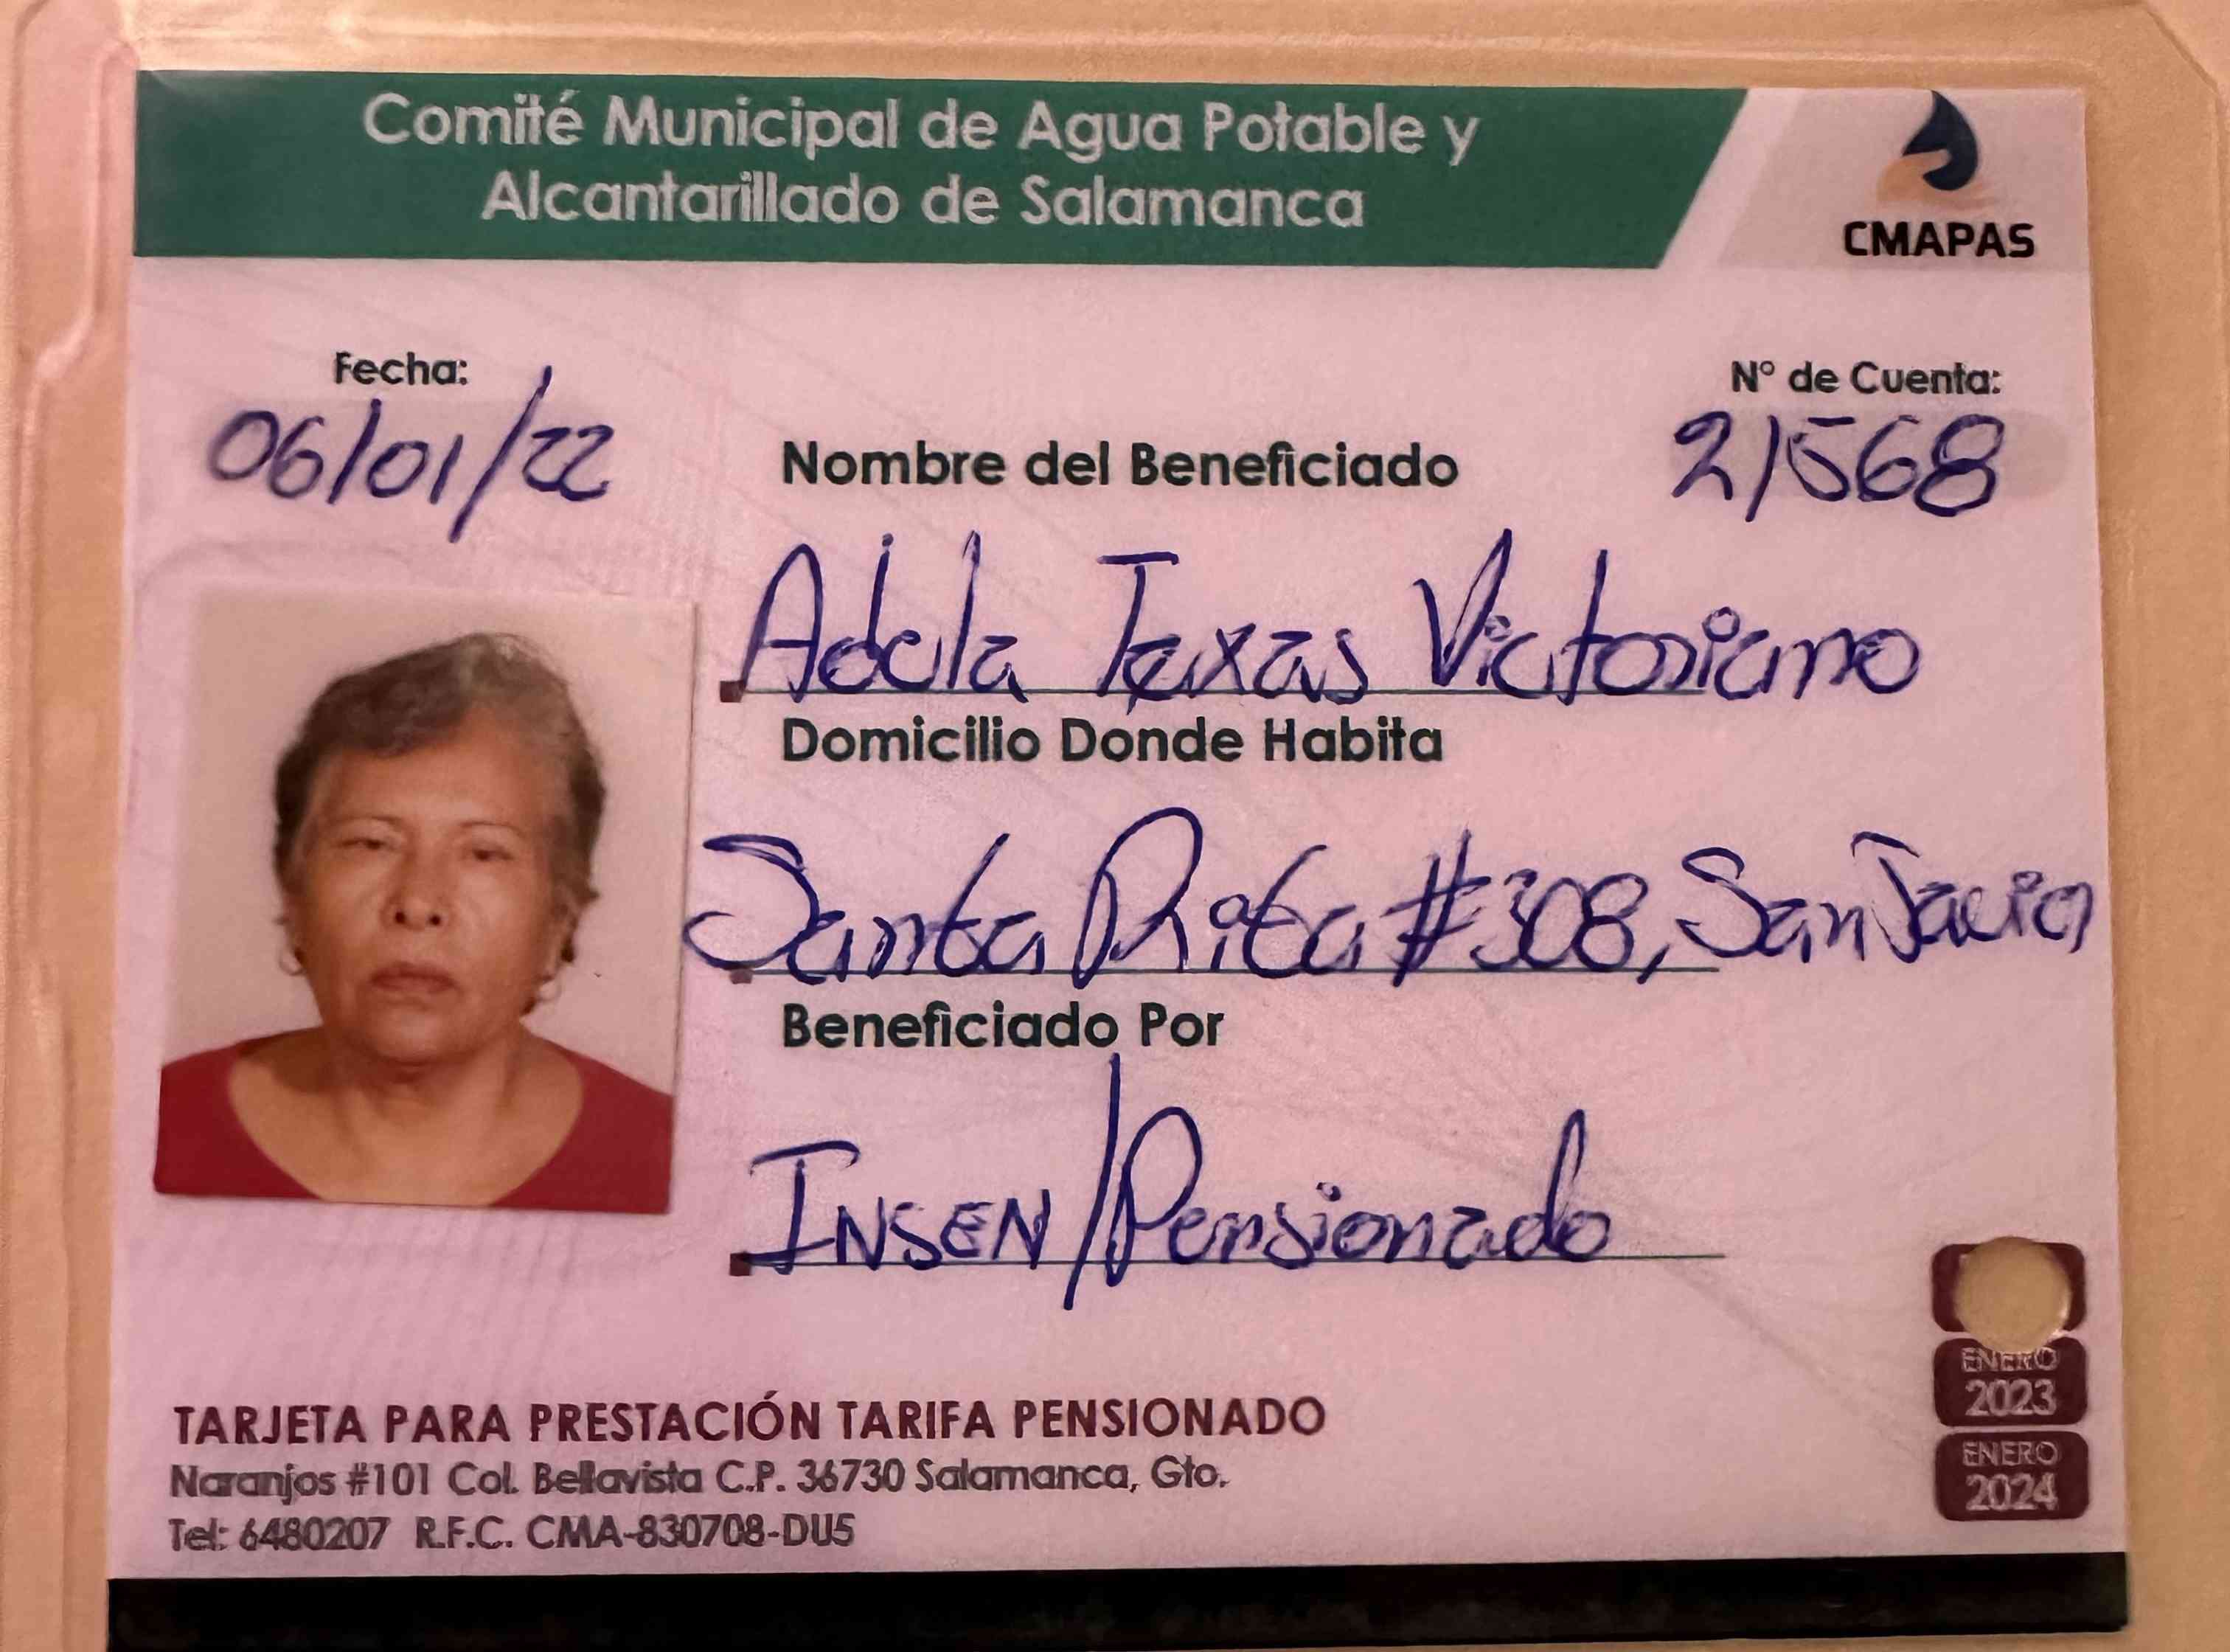 Comité Municipal de Agua Potable y
Alcantarillado de Salamanca
CMAPAS
Fecha:
06/01/22
N° de Cuenta:
21568
Nombre del Beneficiado
Adela Texas Victoriano
Domicilio Donde Habita
Santa Rita #308, San Javier
Beneficiado Por
INSEN/Pensionado
ENERO
2023
ENERO
2024
TARJETA PARA PRESTACIÓN TARIFA PENSIONADO
Naranjos #101 Col. Bellavista C.P. 36730 Salamanca, Gto.
Tel: 6480207 R.F.C. CMA-830708-DU5